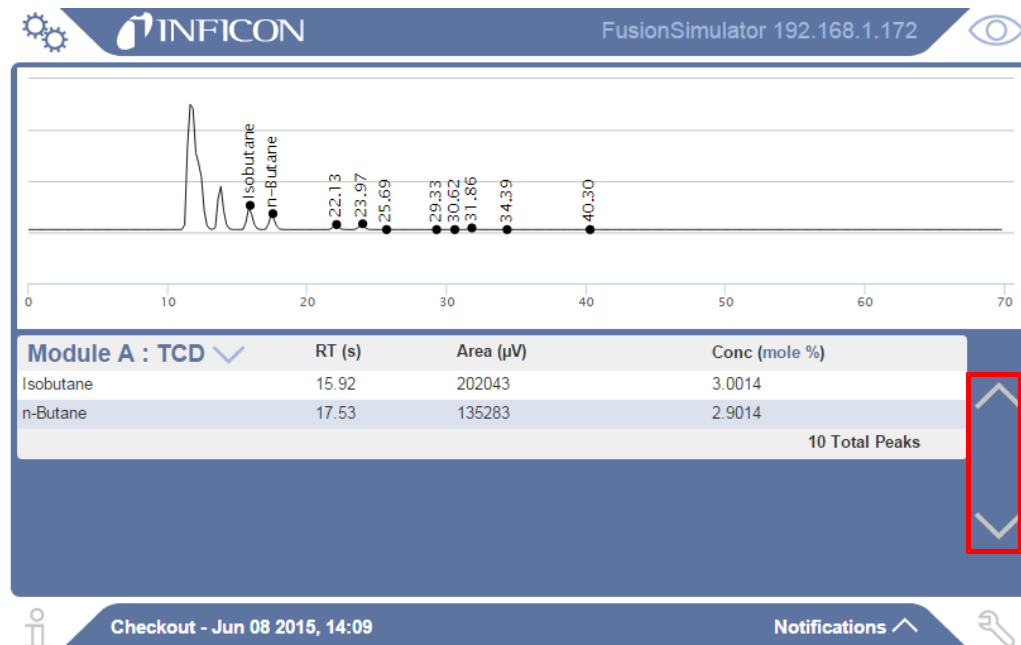 INFICON
FusionSimulator 192.168.1.172
Isobutane
n-Butane
22.13
23.97
25.69
29.33
30.62
31.86
34.39
40.30
0 10 20 30 40 50 60 70
Module A : TCD RT (s) Area (µV) Conc (mole %)
Isobutane 15.92 202043 3.0014
n-Butane 17.53 135283 2.9014
10 Total Peaks
Checkout - Jun 08 2015, 14:09 Notifications